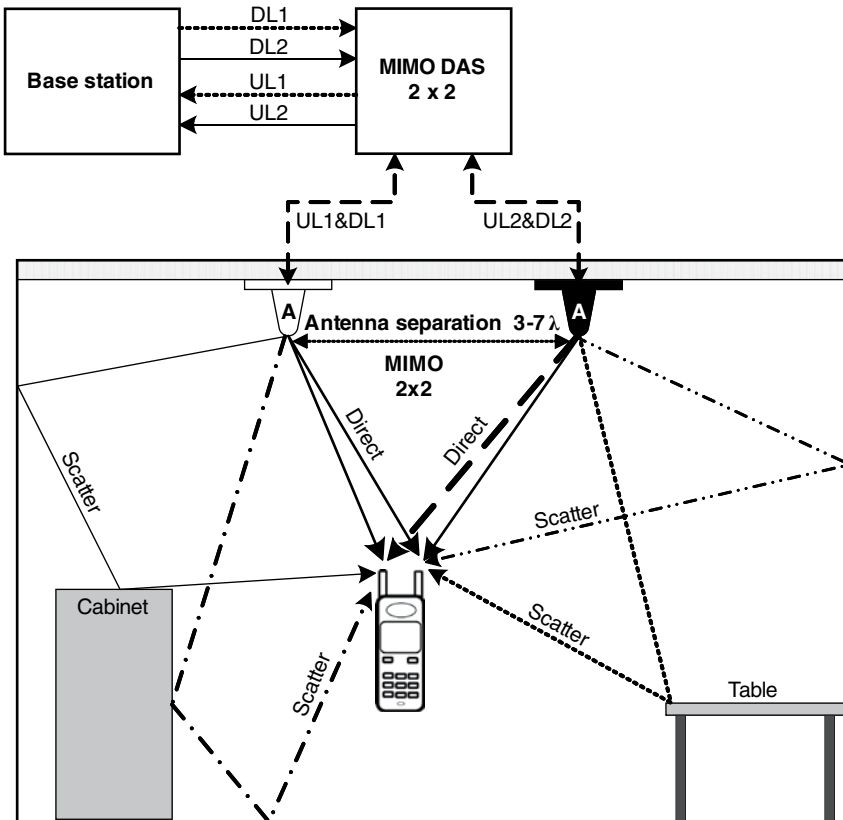 DL1
DL2
Base station
UL1
UL2
MIMO DAS
2 x 2
UL1&DL1
UL2&DL2
A
A
Antenna separation 3-7λ
MIMO
2x2
Direct
Direct
Scatter
Scatter
Cabinet
Scatter
Scatter
Table